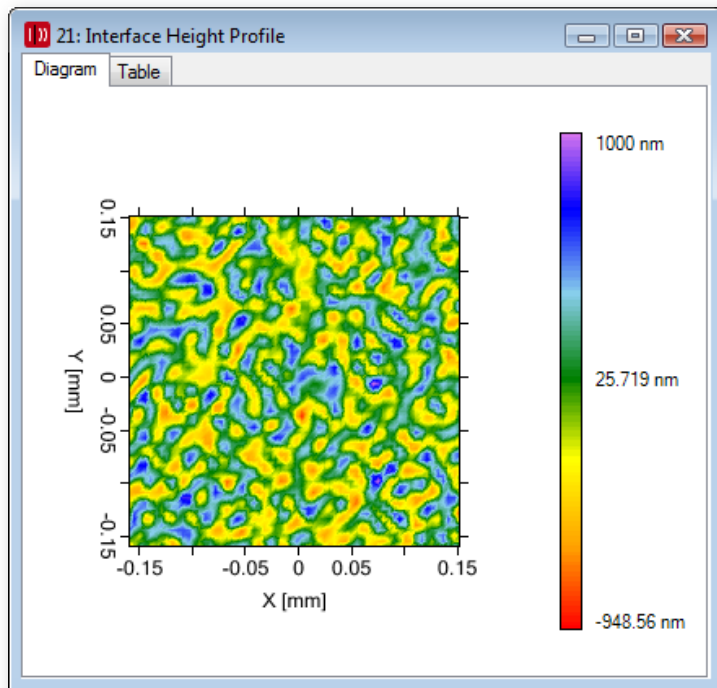 21: Interface Height Profile
Diagram
Table
1000 nm
25.719 nm
-948.56 nm
0.15
0.05
0
-0.05
-0.15
Y [mm]
-0.15
-0.05
0
0.05
0.15
X [mm]